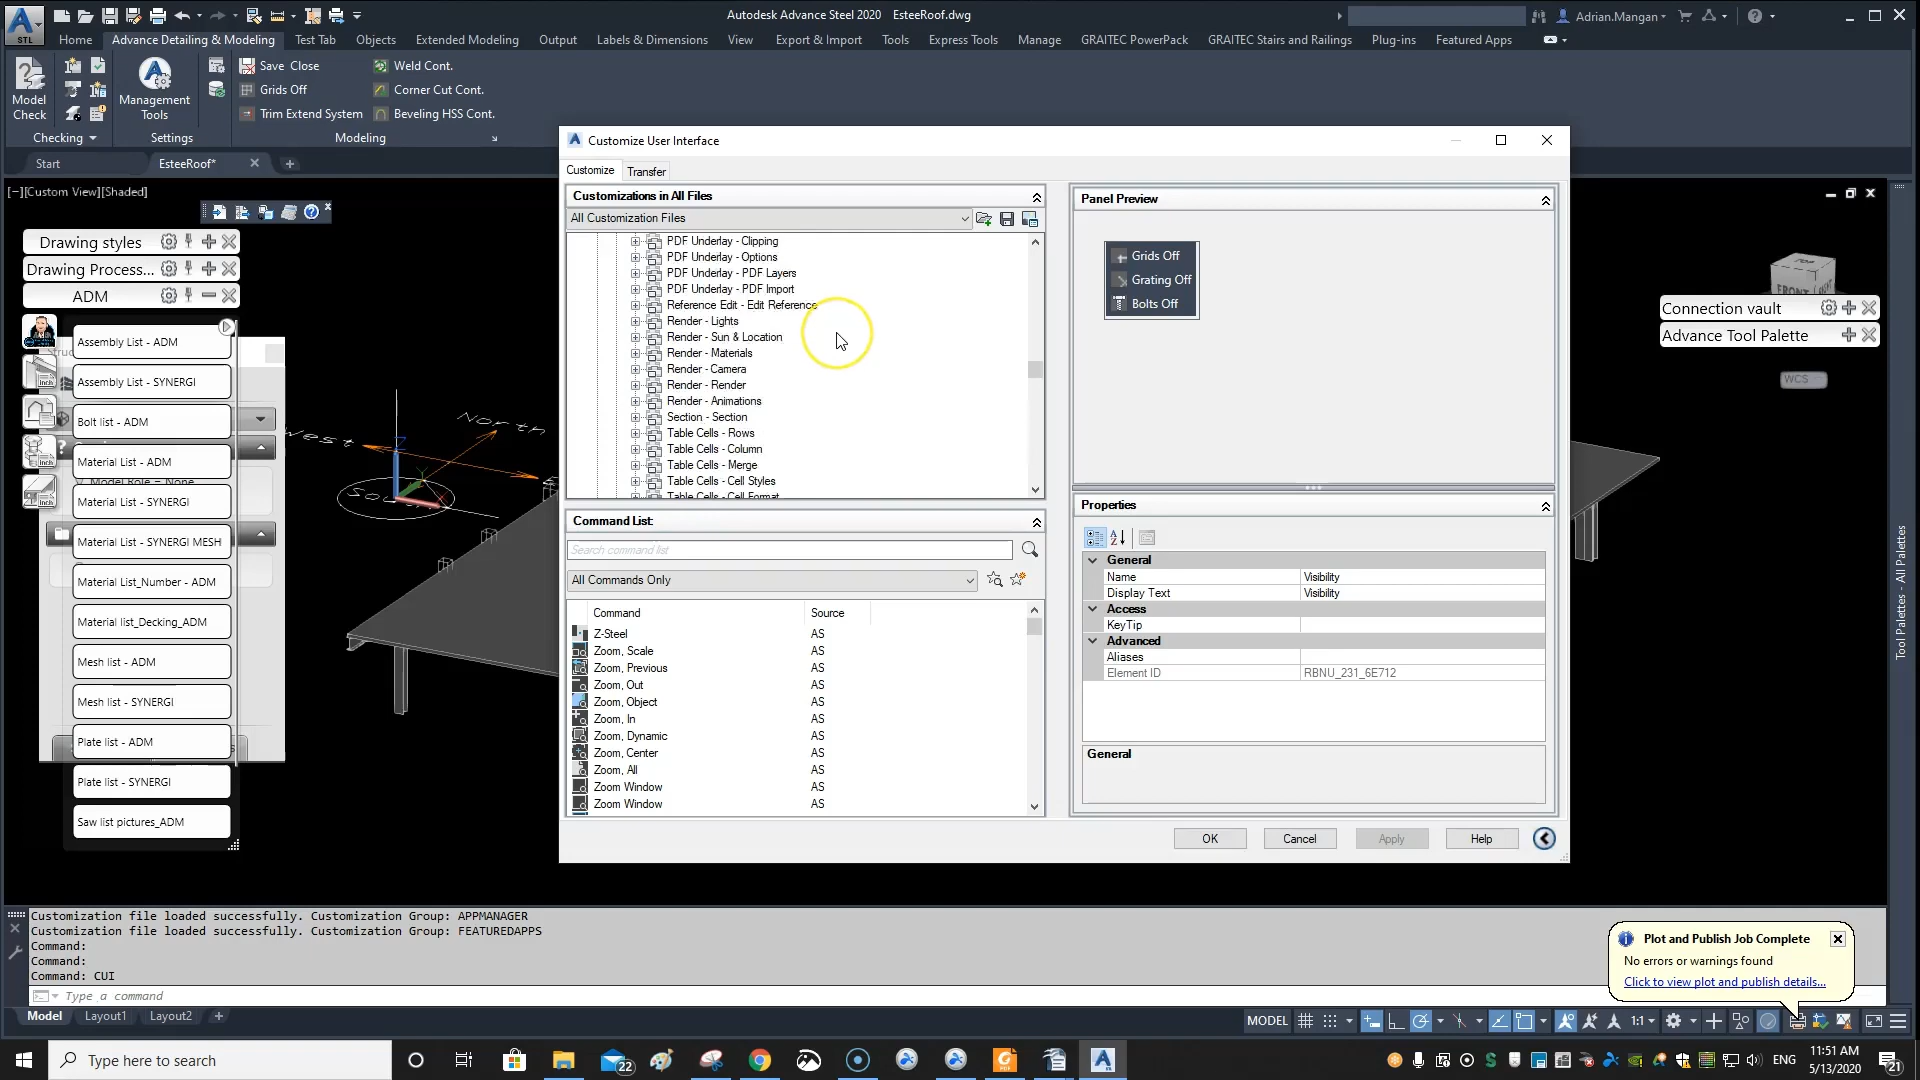 Autodesk Advance Steel 2020 EsteeRoof.dwg
Adrian.Mangan
STL
Home Advance Detailing & Modeling Test Tab Objects Extended Modeling Output Labels & Dimensions View Export & Import Tools Express Tools Manage GRAITEC PowerPack GRAITEC Stairs and Railings Plug-ins Featured Apps
Model Check
Management Tools
Save Close
Grids Off
Trim Extend System
Weld Cont.
Corner Cut Cont.
Beveling HSS Cont.
Checking Settings Modeling
Start EsteeRoof*
[−][Custom View][Shaded]
Drawing styles
Drawing Process...
ADM
Assembly List - ADM
Assembly List - SYNERGI
Bolt list - ADM
Material List - ADM
Material List - SYNERGI
Material List - SYNERGI MESH
Material List_Number - ADM
Material list_Decking_ADM
Mesh list - ADM
Mesh list - SYNERGI
Plate list - ADM
Plate list - SYNERGI
Saw list pictures_ADM
North
West
Customize User Interface
Customize Transfer
Customizations in All Files
All Customization Files
PDF Underlay - Clipping
PDF Underlay - Options
PDF Underlay - PDF Layers
PDF Underlay - PDF Import
Reference Edit - Edit Reference
Render - Lights
Render - Sun & Location
Render - Materials
Render - Camera
Render - Render
Render - Animations
Section - Section
Table Cells - Rows
Table Cells - Column
Table Cells - Merge
Table Cells - Cell Styles
Table Cells - Cell Format
Command List:
Search command list
All Commands Only
Command Source
Z-Steel AS
Zoom, Scale AS
Zoom, Previous AS
Zoom, Out AS
Zoom, Object AS
Zoom, In AS
Zoom, Dynamic AS
Zoom, Center AS
Zoom, All AS
Zoom Window AS
Zoom Window AS
Panel Preview
Grids Off
Grating Off
Bolts Off
Properties
General
Name Visibility
Display Text Visibility
Access
KeyTip
Advanced
Aliases
Element ID RBNU_231_6E712
General
OK Cancel Apply Help
TOP
FRONT
Connection vault
Advance Tool Palette
WCS
Tool Palettes - All Palettes
Customization file loaded successfully. Customization Group: APPMANAGER
Customization file loaded successfully. Customization Group: FEATUREDAPPS
Command:
Command:
Command: CUI
Type a command
Plot and Publish Job Complete
No errors or warnings found
Click to view plot and publish details...
Model Layout1 Layout2 +
MODEL 1:1
Type here to search
22
ENG
11:51 AM
5/13/2020
21